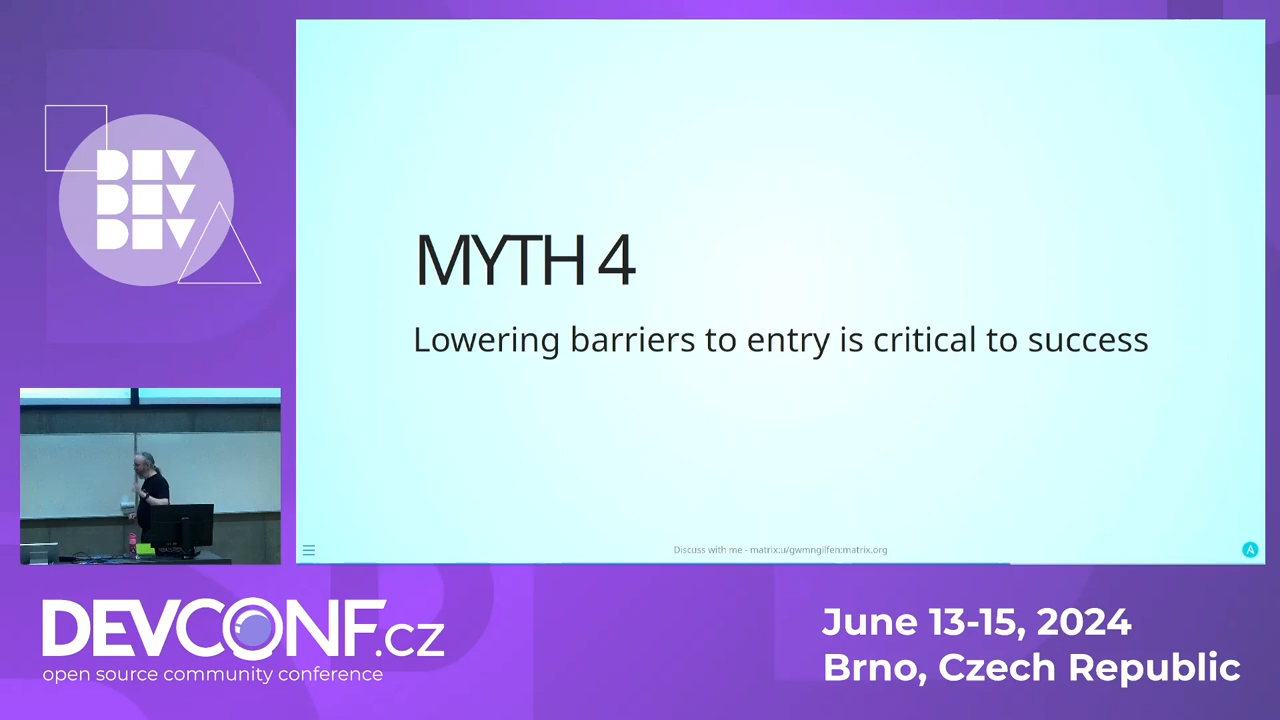 DEV
DEV
DEV
MYTH 4
Lowering barriers to entry is critical to success
Discuss with me - matrix:u/gwmngilfen:matrix.org
A
DEVCONF.cz
open source community conference
June 13-15, 2024
Brno, Czech Republic